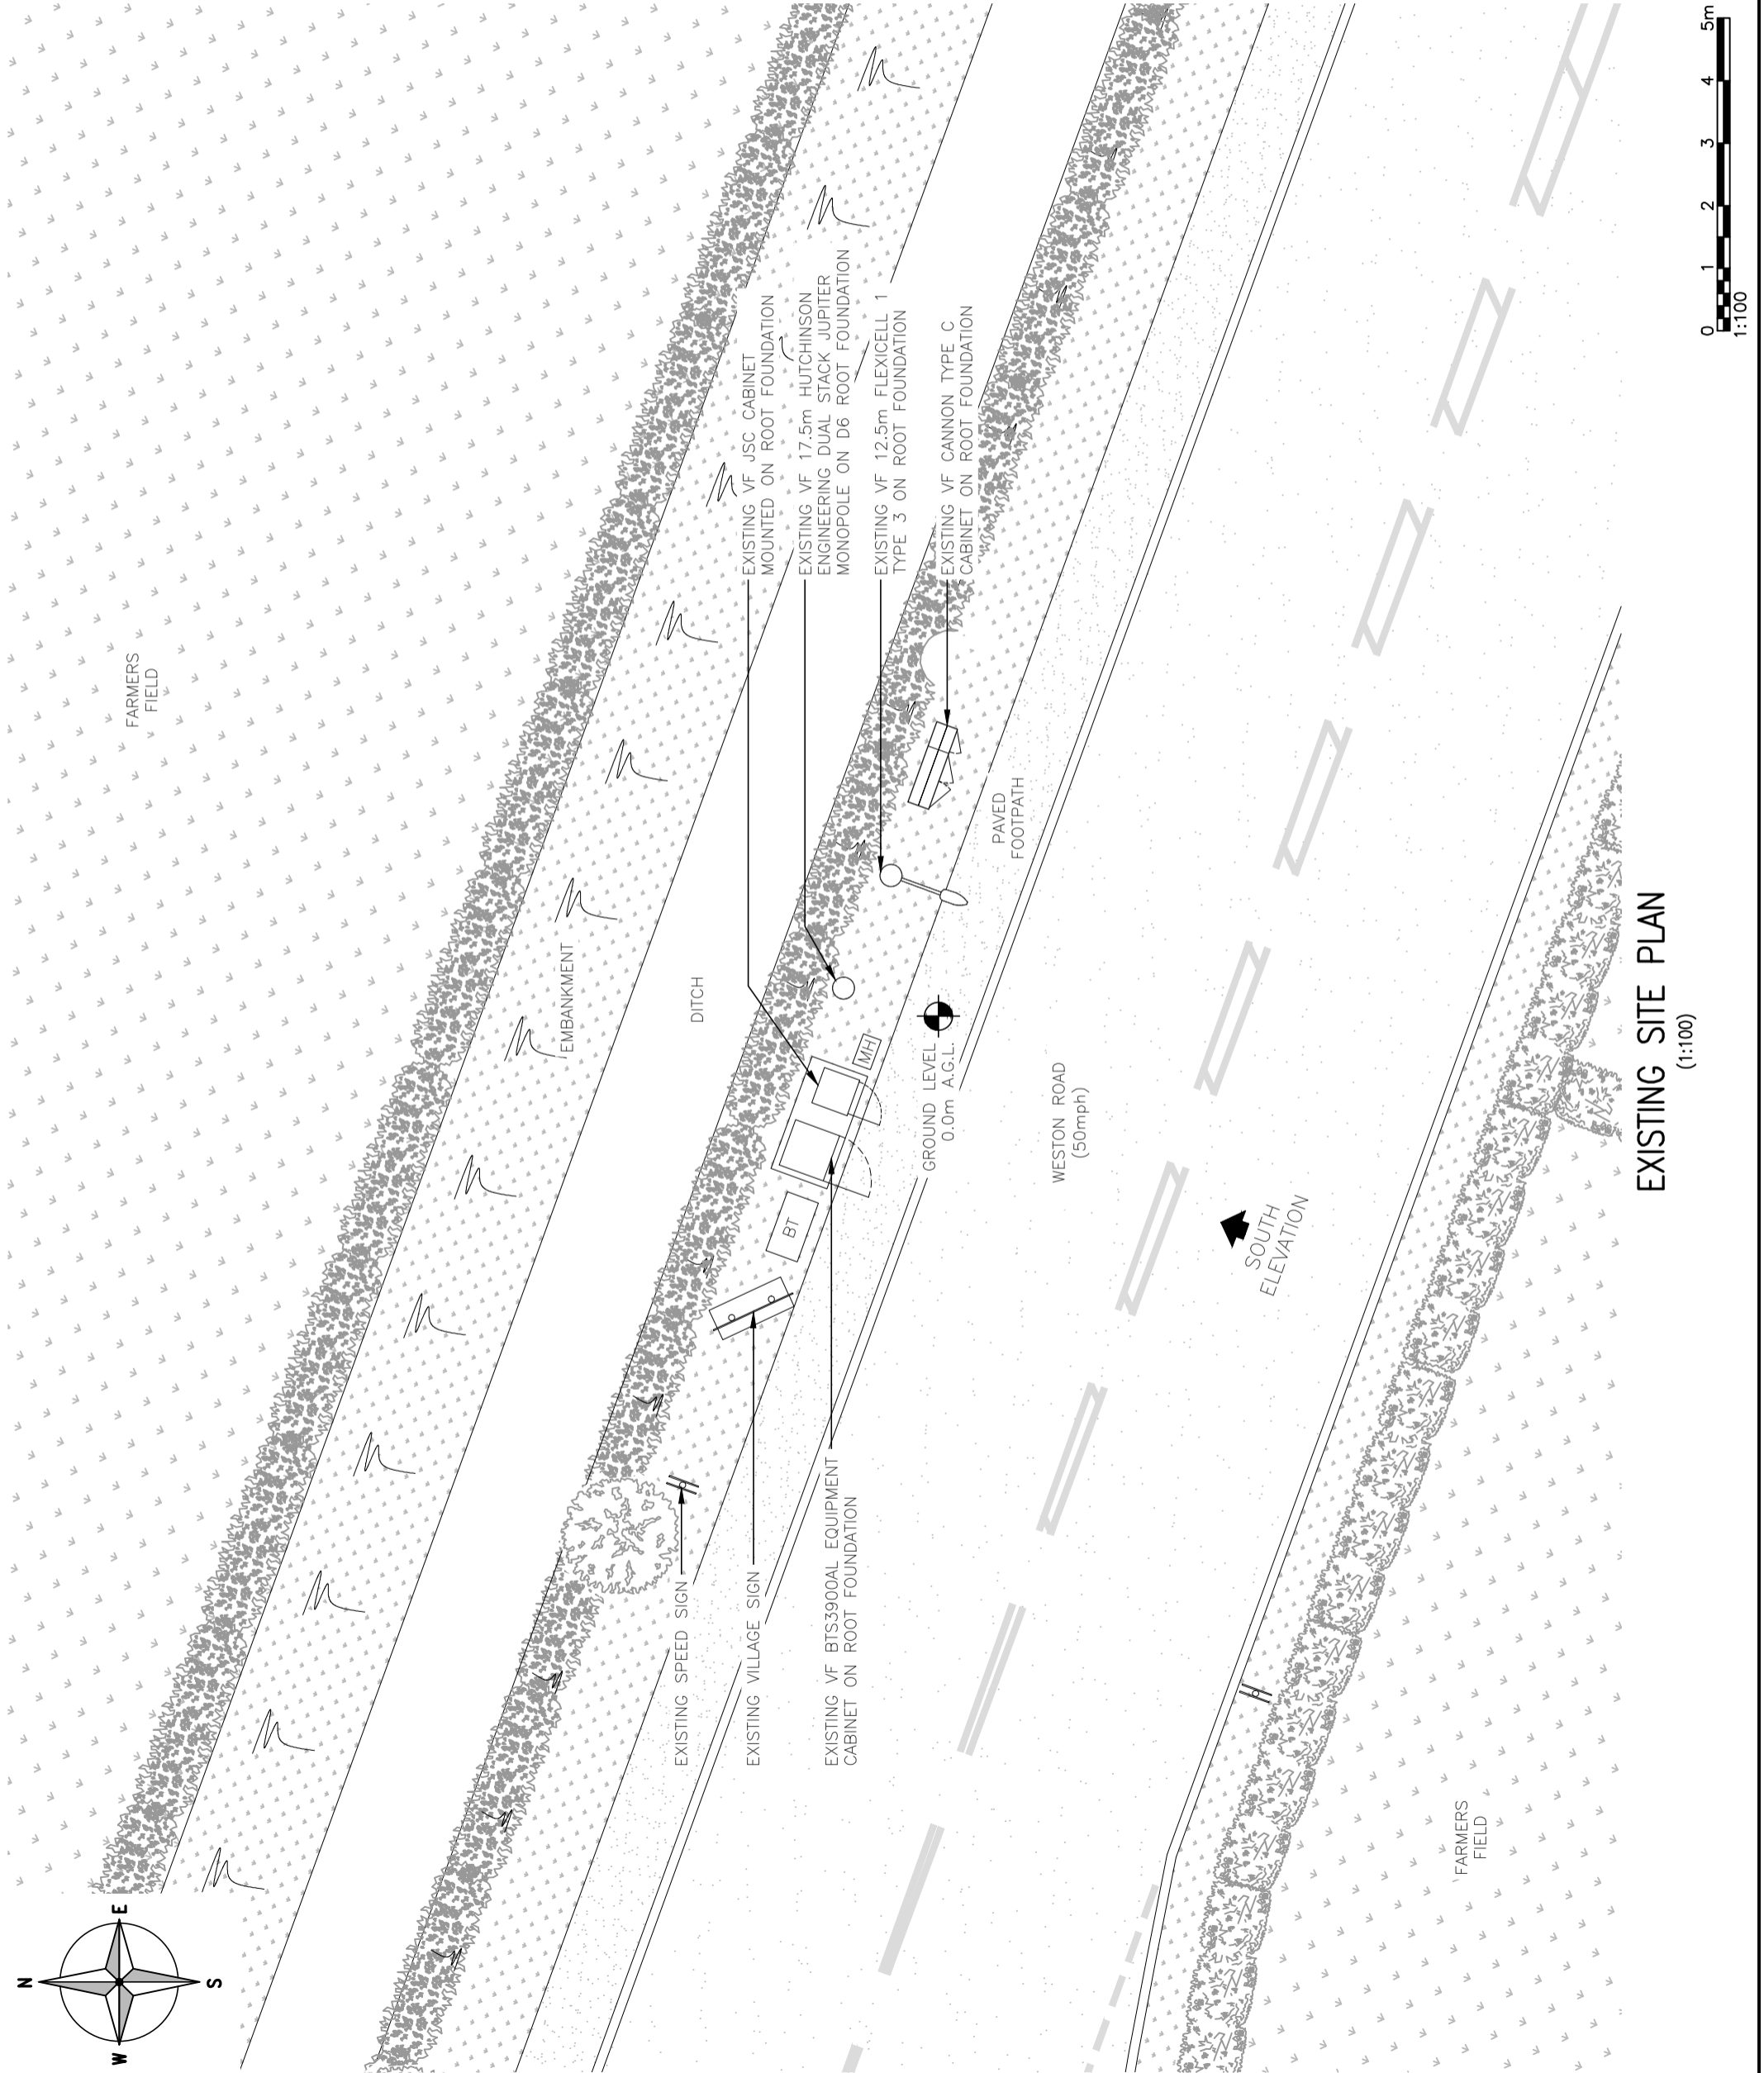 N
E
S
W
FARMERS
FIELD
EMBANKMENT
DITCH
EXISTING VF JSC CABINET
MOUNTED ON ROOT FOUNDATION
EXISTING VF 17.5m HUTCHINSON
ENGINEERING DUAL STACK JUPITER
MONOPOLE ON D6 ROOT FOUNDATION
EXISTING VF 12.5m FLEXICELL 1
TYPE 3 ON ROOT FOUNDATION
EXISTING VF CANNON TYPE C
CABINET ON ROOT FOUNDATION
EXISTING SPEED SIGN
EXISTING VILLAGE SIGN
EXISTING VF BTS3900AL EQUIPMENT
CABINET ON ROOT FOUNDATION
BT
MH
GROUND LEVEL
0.0m A.G.L.
PAVED
FOOTPATH
WESTON ROAD
(50mph)
SOUTH
ELEVATION
FARMERS
FIELD
EXISTING SITE PLAN
(1:100)
0 1 2 3 4 5m
1:100